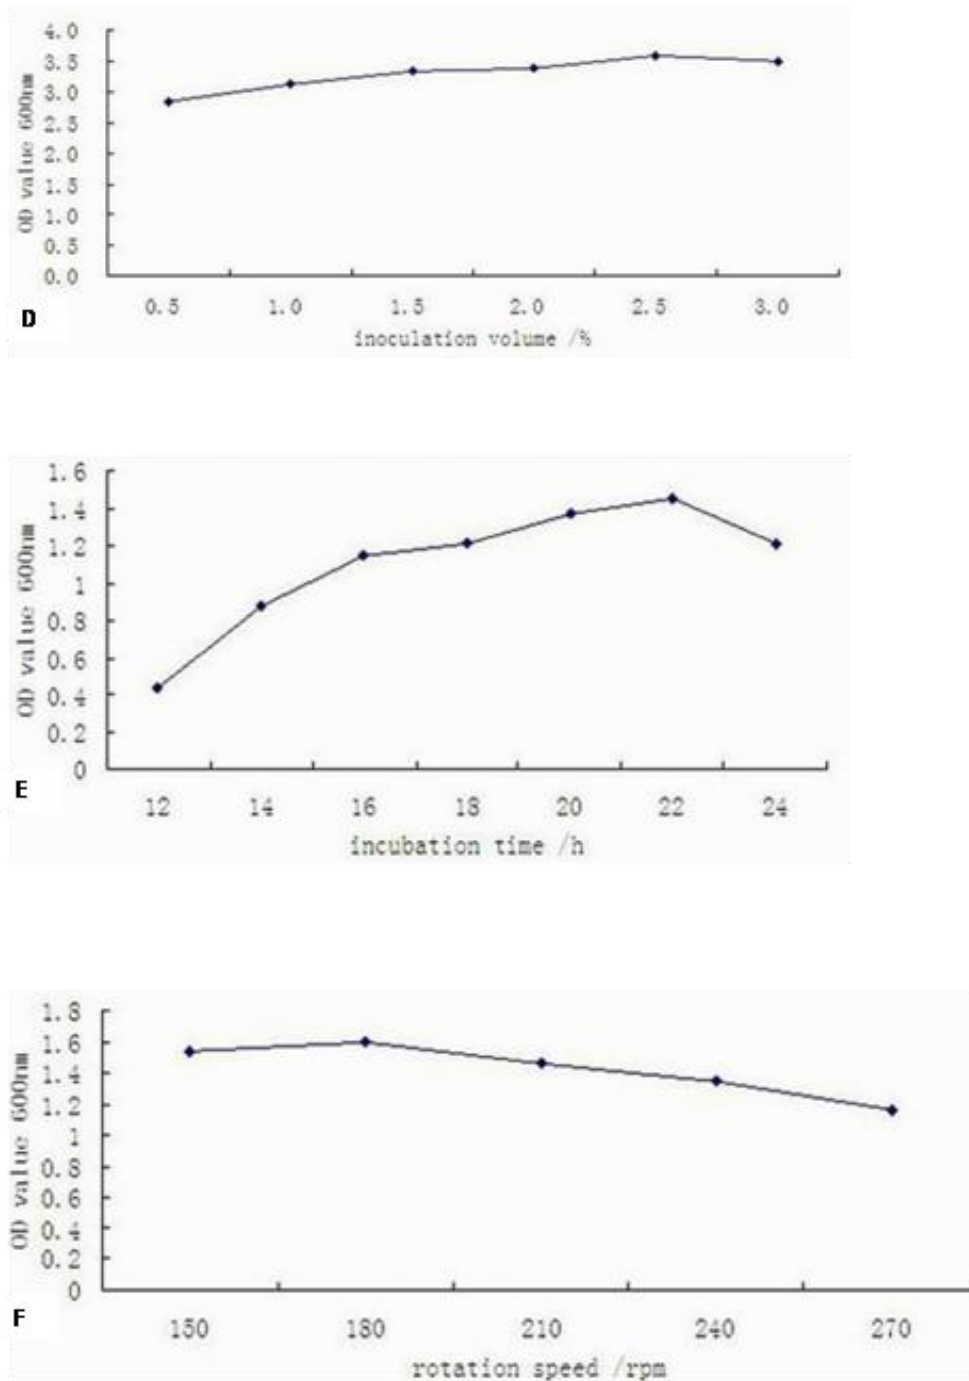 4.0
3.5
3.0
2.5
2.0
1.5
1.0
0.5
0.0
OD value 600nm
0.5 1.0 1.5 2.0 2.5 3.0
inoculation volume /%
D
1.6
1.4
1.2
1
0.8
0.6
0.4
0.2
0
OD value 600nm
12 14 16 18 20 22 24
incubation time /h
E
1.8
1.6
1.4
1.2
1
0.8
0.6
0.4
0.2
0
OD value 600nm
150 180 210 240 270
rotation speed /rpm
F